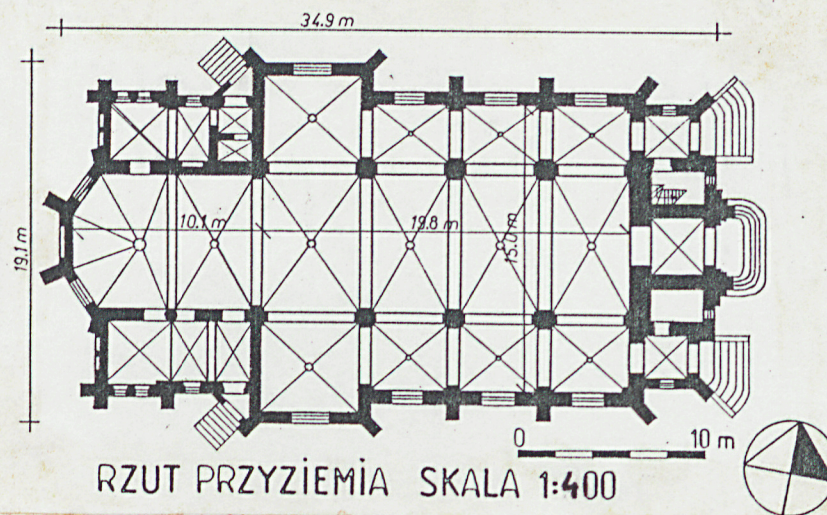 34.9 m
19.1 m
10.1 m
19.8 m
15.0 m
0 10 m
RZUT PRZYZIEMIA SKALA 1:400